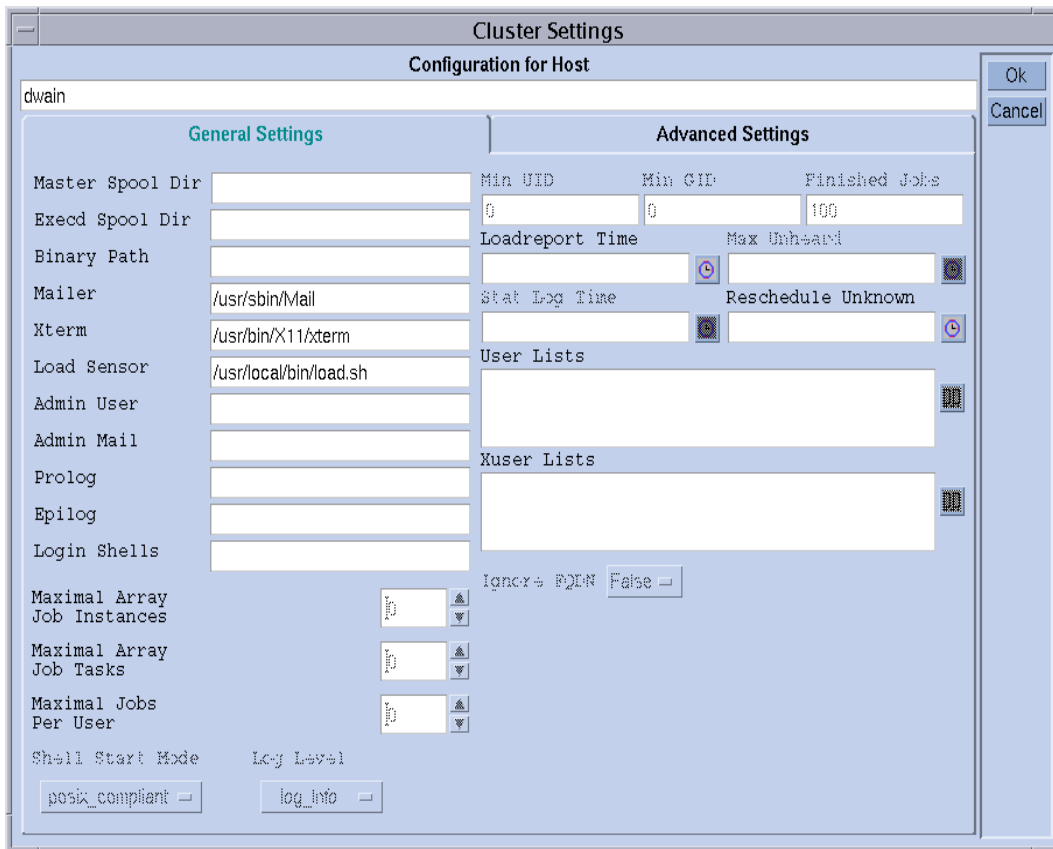 Cluster Settings
Configuration for Host
Ok
dwain
Cancel
General Settings
Advanced Settings
Master Spool Dir
Execd Spool Dir
Binary Path
Mailer
/usr/sbin/Mail
Xterm
/usr/bin/X11/xterm
Load Sensor
/usr/local/bin/load.sh
Admin User
Admin Mail
Prolog
Epilog
Login Shells
Maximal Array
Job Instances
0
Maximal Array
Job Tasks
0
Maximal Jobs
Per User
0
Shell Start Mode
Log Level
posix_compliant
log_info
Min UID
Min GID
Finished Jobs
0
0
100
Loadreport Time
Max Unheard
Stat Log Time
Reschedule Unknown
User Lists
Xuser Lists
Ignore FQDN
False